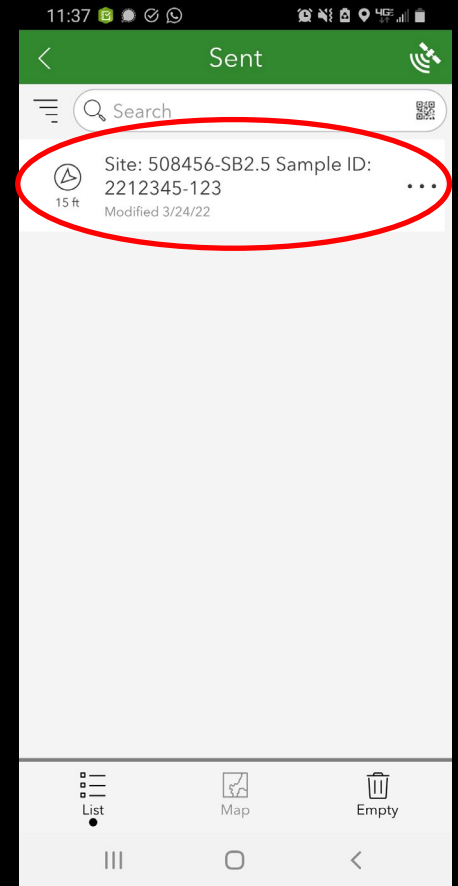 11:37
4GE
Sent
Search
Site: 508456-SB2.5 Sample ID:
2212345-123
15 ft
Modified 3/24/22
List
Map
Empty